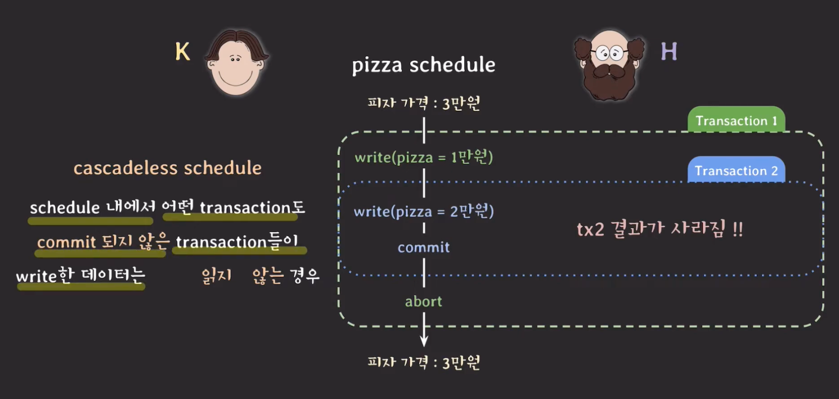 K
H
pizza schedule
피자 가격 : 3만원
Transaction 1
write(pizza = 1만원)
Transaction 2
cascadeless schedule
schedule 내에서 어떤 transaction도
commit 되지 않은 transaction들이
write한 데이터는 읽지 않는 경우
write(pizza = 2만원)
commit
tx2 결과가 사라짐 !!
abort
피자 가격 : 3만원